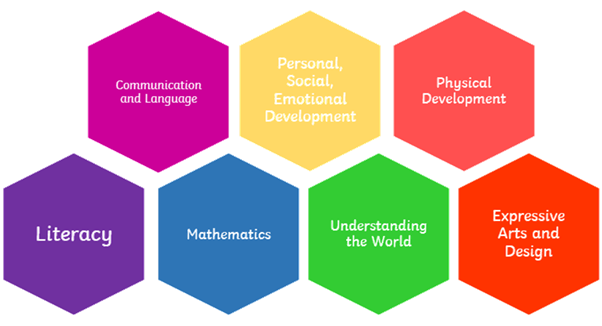 Communication
and Language
Personal,
Social,
Emotional
Development
Physical
Development
Literacy
Mathematics
Understanding
the World
Expressive
Arts and
Design